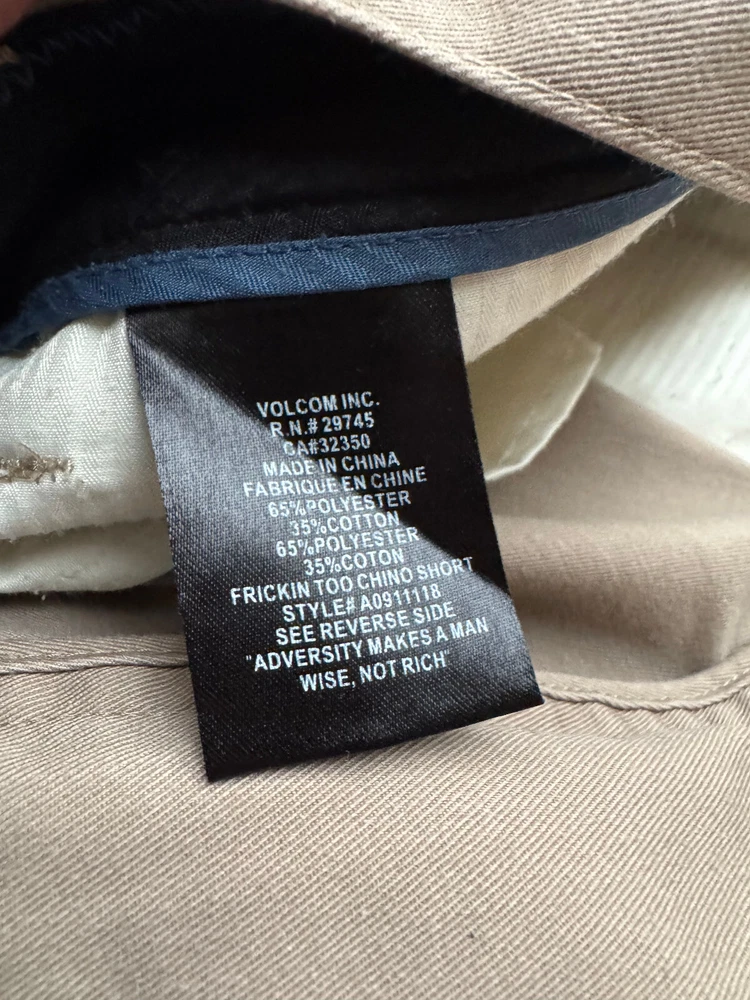 VOLCOM INC.
R.N.# 29745
CA#32350
MADE IN CHINA
FABRIQUE EN CHINE
65%POLYESTER
35%COTTON
65%POLYESTER
35%COTON
FRICKIN TOO CHINO SHORT
STYLE# A0911118
SEE REVERSE SIDE
"ADVERSITY MAKES A MAN
WISE, NOT RICH"